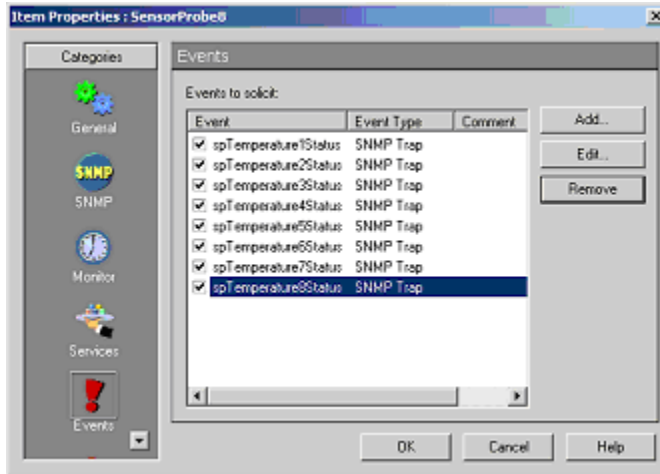 Item Properties : SensorProbe8
Categories
General
SNMP
SNMP
Monitor
Services
Events
Events
Events to solicit:
Event Event Type Comment
spTemperature1Status SNMP Trap
spTemperature2Status SNMP Trap
spTemperature3Status SNMP Trap
spTemperature4Status SNMP Trap
spTemperature5Status SNMP Trap
spTemperature6Status SNMP Trap
spTemperature7Status SNMP Trap
spTemperature8Status SNMP Trap
Add...
Edit...
Remove
OK Cancel Help